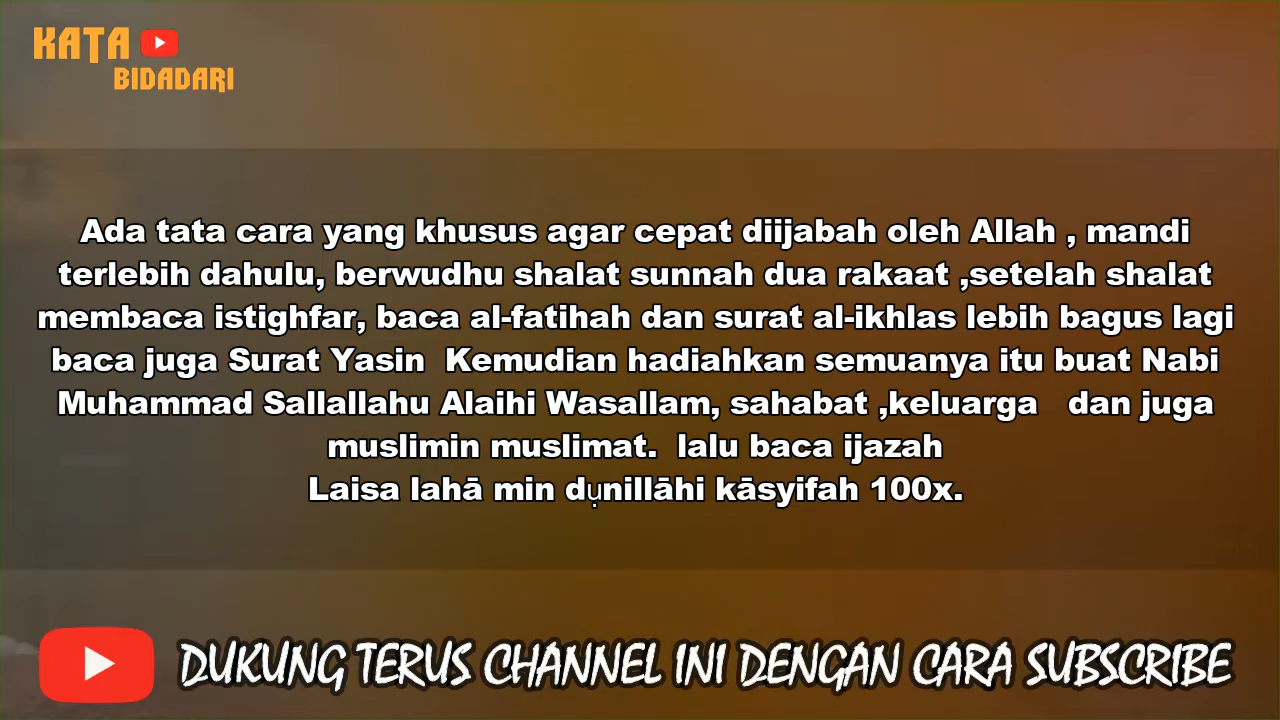 KATA
BIDADARI
Ada tata cara yang khusus agar cepat diijabah oleh Allah , mandi
terlebih dahulu, berwudhu shalat sunnah dua rakaat ,setelah shalat
membaca istighfar, baca al-fatihah dan surat al-ikhlas lebih bagus lagi
baca juga Surat Yasin  Kemudian hadiahkan semuanya itu buat Nabi
Muhammad Sallallahu Alaihi Wasallam, sahabat ,keluarga   dan juga
muslimin muslimat.  lalu baca ijazah
Laisa lahā min dụnillāhi kāsyifah 100x.
DUKUNG TERUS CHANNEL INI DENGAN CARA SUBSCRIBE